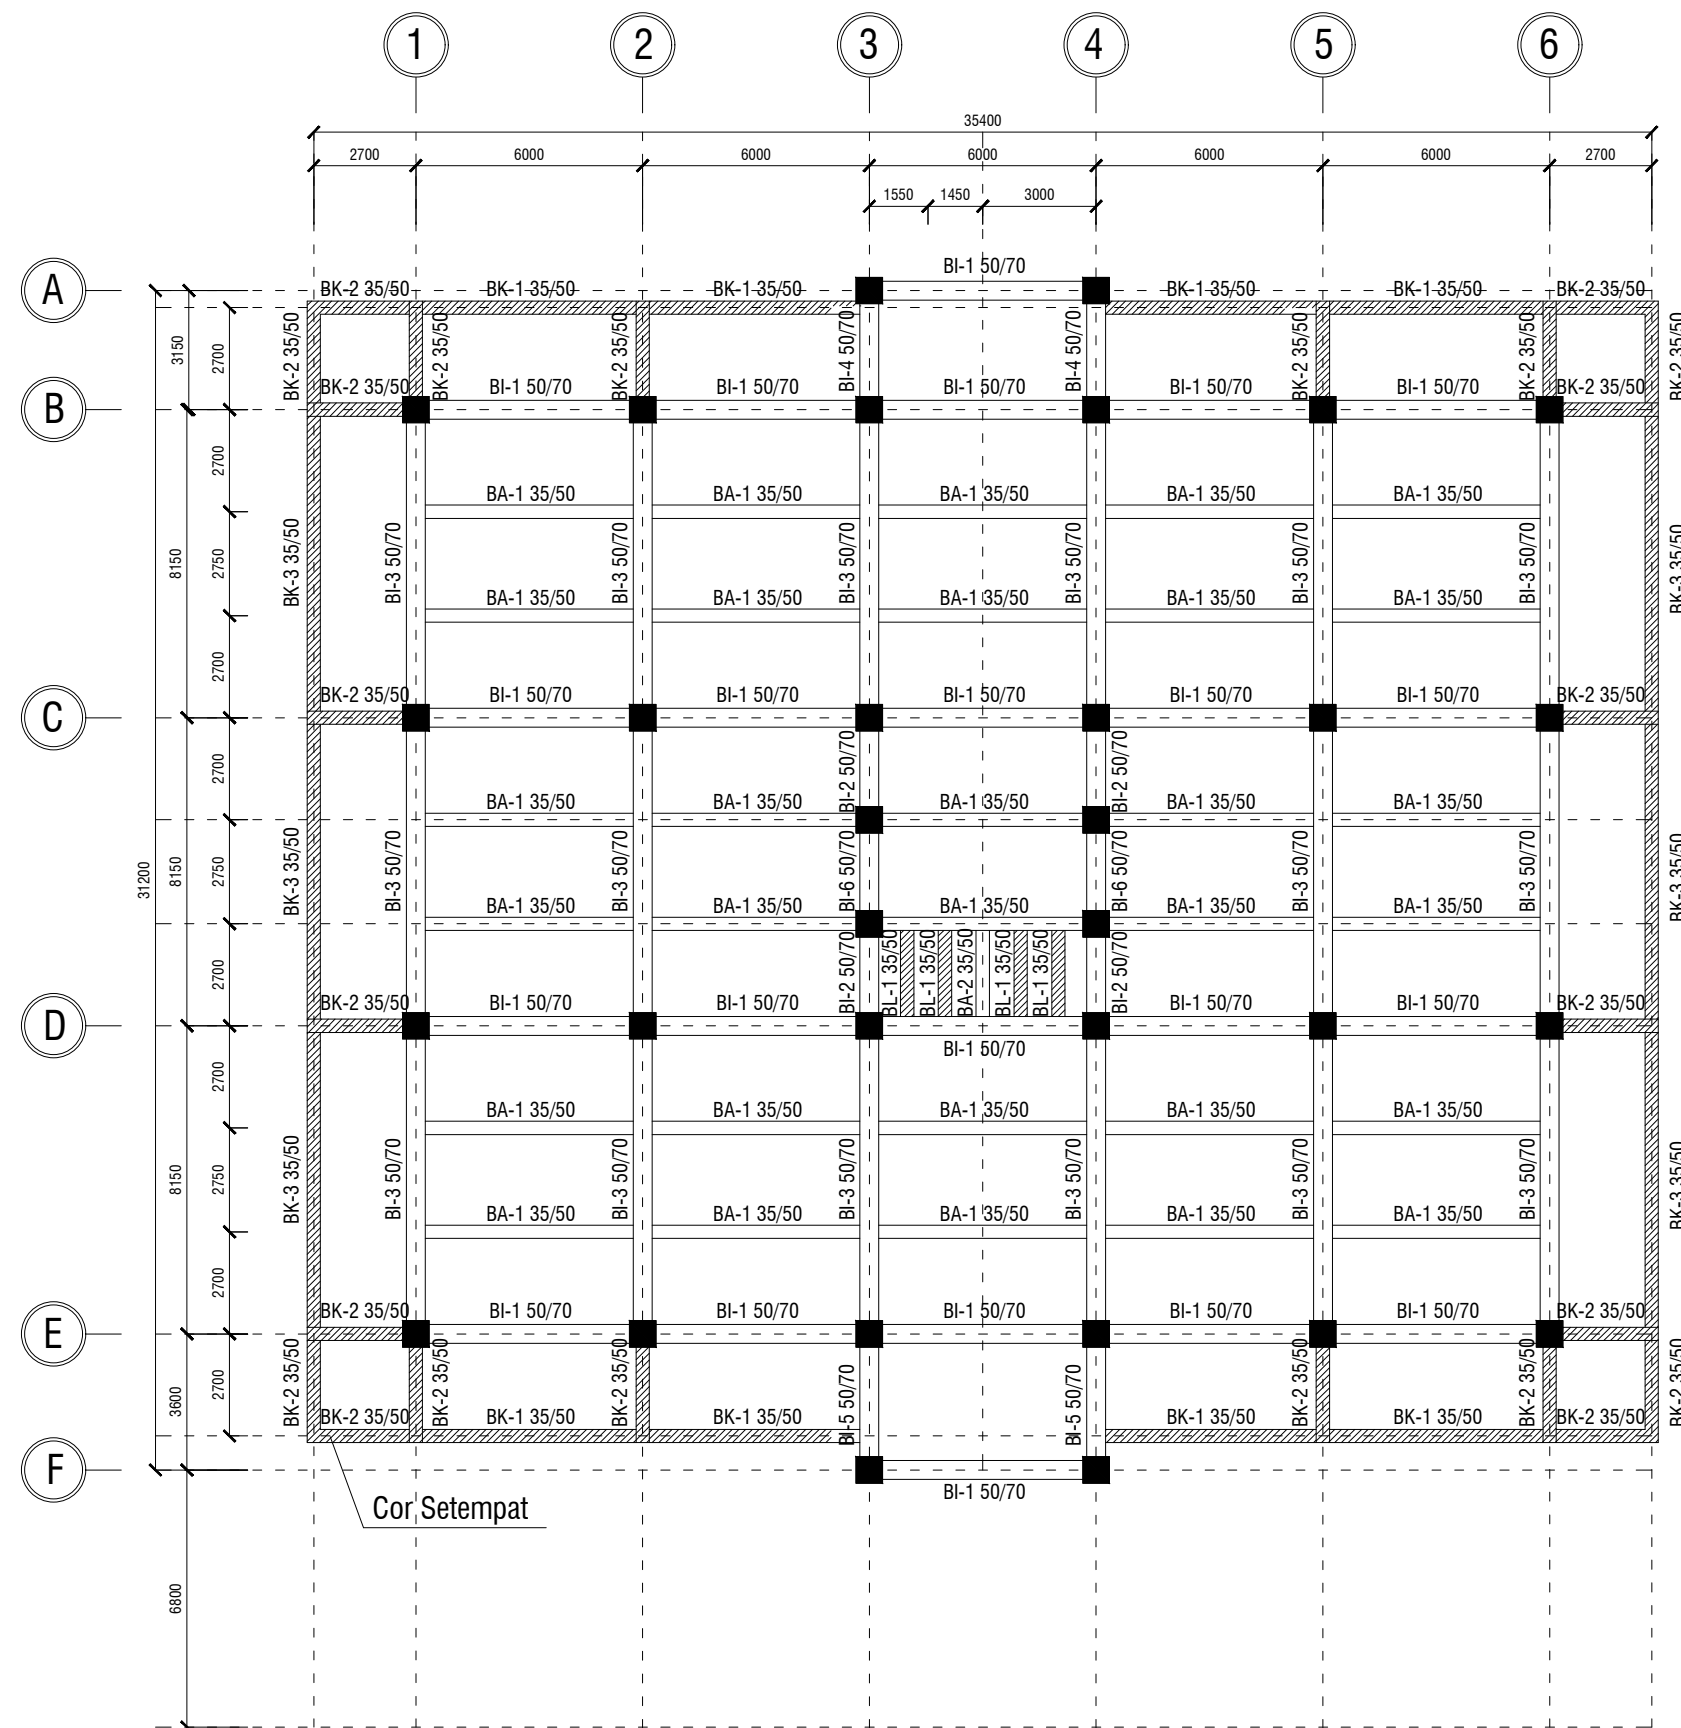 1 2 3 4 5 6
35400
2700 6000 6000 6000 6000 6000 2700
1550 1450 3000
BI-1 50/70
A
BK-2 35/50 BK-1 35/50 BK-1 35/50 BK-1 35/50 BK-1 35/50 BK-2 35/50
3150 2700
BK-2 35/50 BK-2 35/50 BK-2 35/50 BI-4 50/70 BI-4 50/70 BK-2 35/50 BK-2 35/50 BK-2 35/50
BK-2 35/50 BI-1 50/70 BI-1 50/70 BI-1 50/70 BI-1 50/70 BI-1 50/70 BK-2 35/50
B
2700
BA-1 35/50 BA-1 35/50 BA-1 35/50 BA-1 35/50 BA-1 35/50
8150 2750
BK-3 35/50 BI-3 50/70 BI-3 50/70 BI-3 50/70 BI-3 50/70 BI-3 50/70 BI-3 50/70 BK-3 35/50
BA-1 35/50 BA-1 35/50 BA-1 35/50 BA-1 35/50 BA-1 35/50
2700
BK-2 35/50 BI-1 50/70 BI-1 50/70 BI-1 50/70 BI-1 50/70 BI-1 50/70 BK-2 35/50
C
2700
BI-2 50/70 BI-2 50/70
BA-1 35/50 BA-1 35/50 BA-1 35/50 BA-1 35/50 BA-1 35/50
31200 8150 2750
BK-3 35/50 BI-3 50/70 BI-3 50/70 BI-6 50/70 BI-6 50/70 BI-3 50/70 BI-3 50/70 BK-3 35/50
BA-1 35/50 BA-1 35/50 BA-1 35/50 BA-1 35/50 BA-1 35/50
2700
BI-2 50/70 BL-1 35/50 BL-1 35/50 BA-2 35/50 BL-1 35/50 BL-1 35/50 BI-2 50/70
BK-2 35/50 BI-1 50/70 BI-1 50/70 BI-1 50/70 BI-1 50/70 BK-2 35/50
D
BI-1 50/70
2700
BA-1 35/50 BA-1 35/50 BA-1 35/50 BA-1 35/50 BA-1 35/50
8150 2750
BK-3 35/50 BI-3 50/70 BI-3 50/70 BI-3 50/70 BI-3 50/70 BI-3 50/70 BI-3 50/70 BK-3 35/50
BA-1 35/50 BA-1 35/50 BA-1 35/50 BA-1 35/50 BA-1 35/50
2700
BK-2 35/50 BI-1 50/70 BI-1 50/70 BI-1 50/70 BI-1 50/70 BI-1 50/70 BK-2 35/50
E
3600 2700
BK-2 35/50 BK-2 35/50 BK-2 35/50 BI-5 50/70 BI-5 50/70 BK-2 35/50 BK-2 35/50 BK-2 35/50
BK-2 35/50 BK-1 35/50 BK-1 35/50 BK-1 35/50 BK-1 35/50 BK-2 35/50
F
BI-1 50/70
Cor Setempat
6800